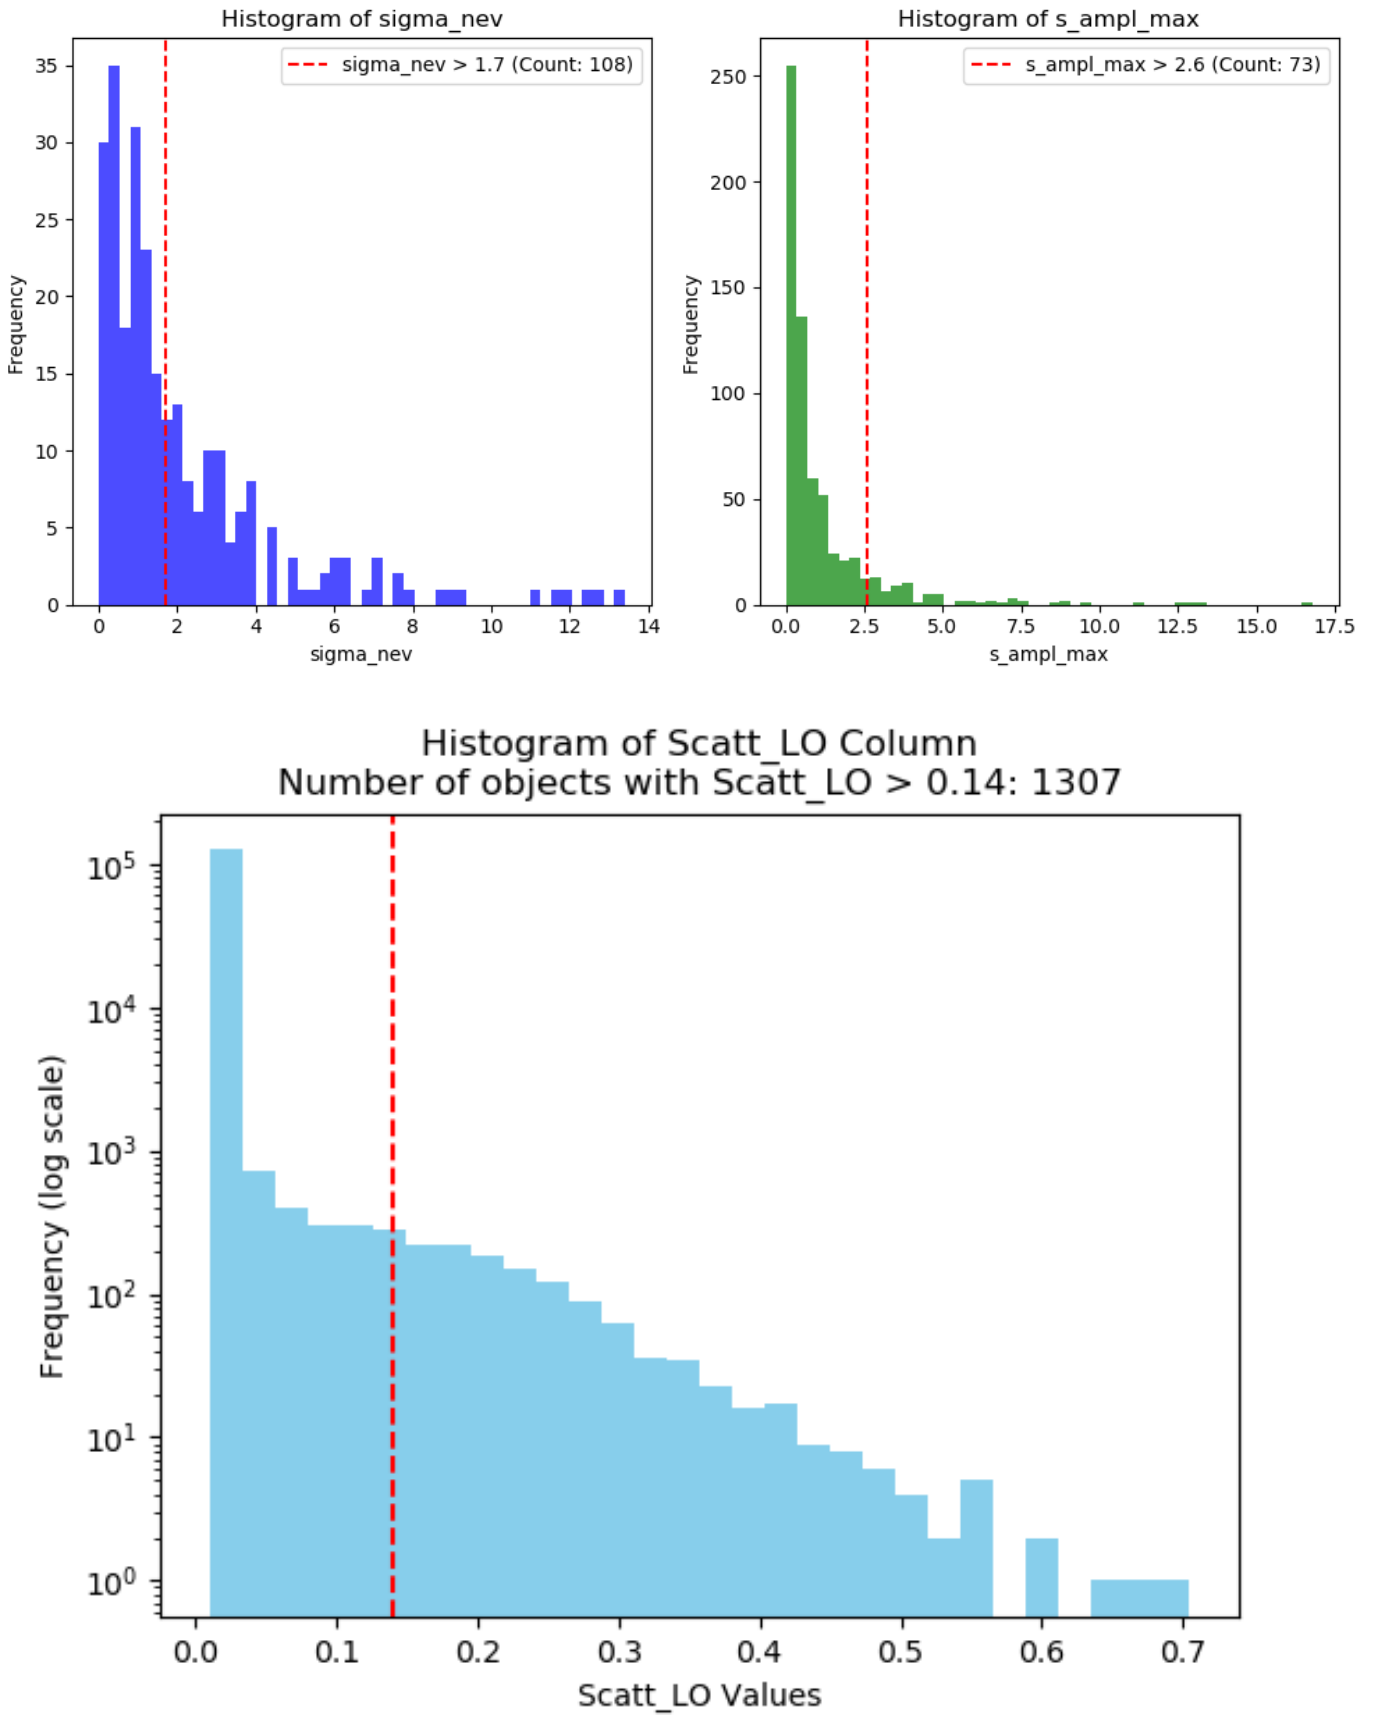 Histogram of sigma_nev
sigma_nev > 1.7 (Count: 108)
Frequency
35
30
25
20
15
10
5
0
0 2 4 6 8 10 12 14
sigma_nev
Histogram of s_ampl_max
s_ampl_max > 2.6 (Count: 73)
Frequency
250
200
150
100
50
0
0.0 2.5 5.0 7.5 10.0 12.5 15.0 17.5
s_ampl_max
Histogram of Scatt_LO Column
Number of objects with Scatt_LO > 0.14: 1307
Frequency (log scale)
10⁵
10⁴
10³
10²
10¹
10⁰
0.0 0.1 0.2 0.3 0.4 0.5 0.6 0.7
Scatt_LO Values